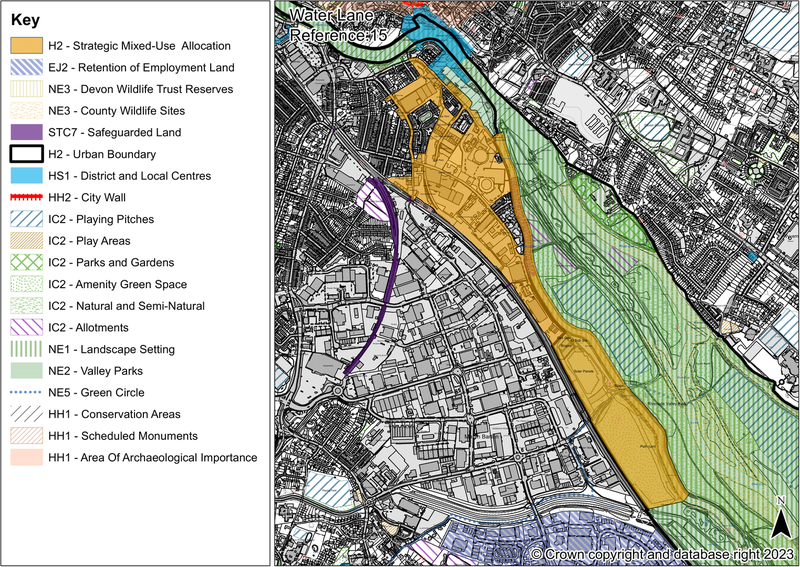 Key
H2 - Strategic Mixed-Use Allocation
EJ2 - Retention of Employment Land
NE3 - Devon Wildlife Trust Reserves
NE3 - County Wildlife Sites
STC7 - Safeguarded Land
H2 - Urban Boundary
HS1 - District and Local Centres
HH2 - City Wall
IC2 - Playing Pitches
IC2 - Play Areas
IC2 - Parks and Gardens
IC2 - Amenity Green Space
IC2 - Natural and Semi-Natural
IC2 - Allotments
NE1 - Landscape Setting
NE2 - Valley Parks
NE5 - Green Circle
HH1 - Conservation Areas
HH1 - Scheduled Monuments
HH1 - Area Of Archaeological Importance
Water Lane
Reference:15
N
© Crown copyright and database right 2023